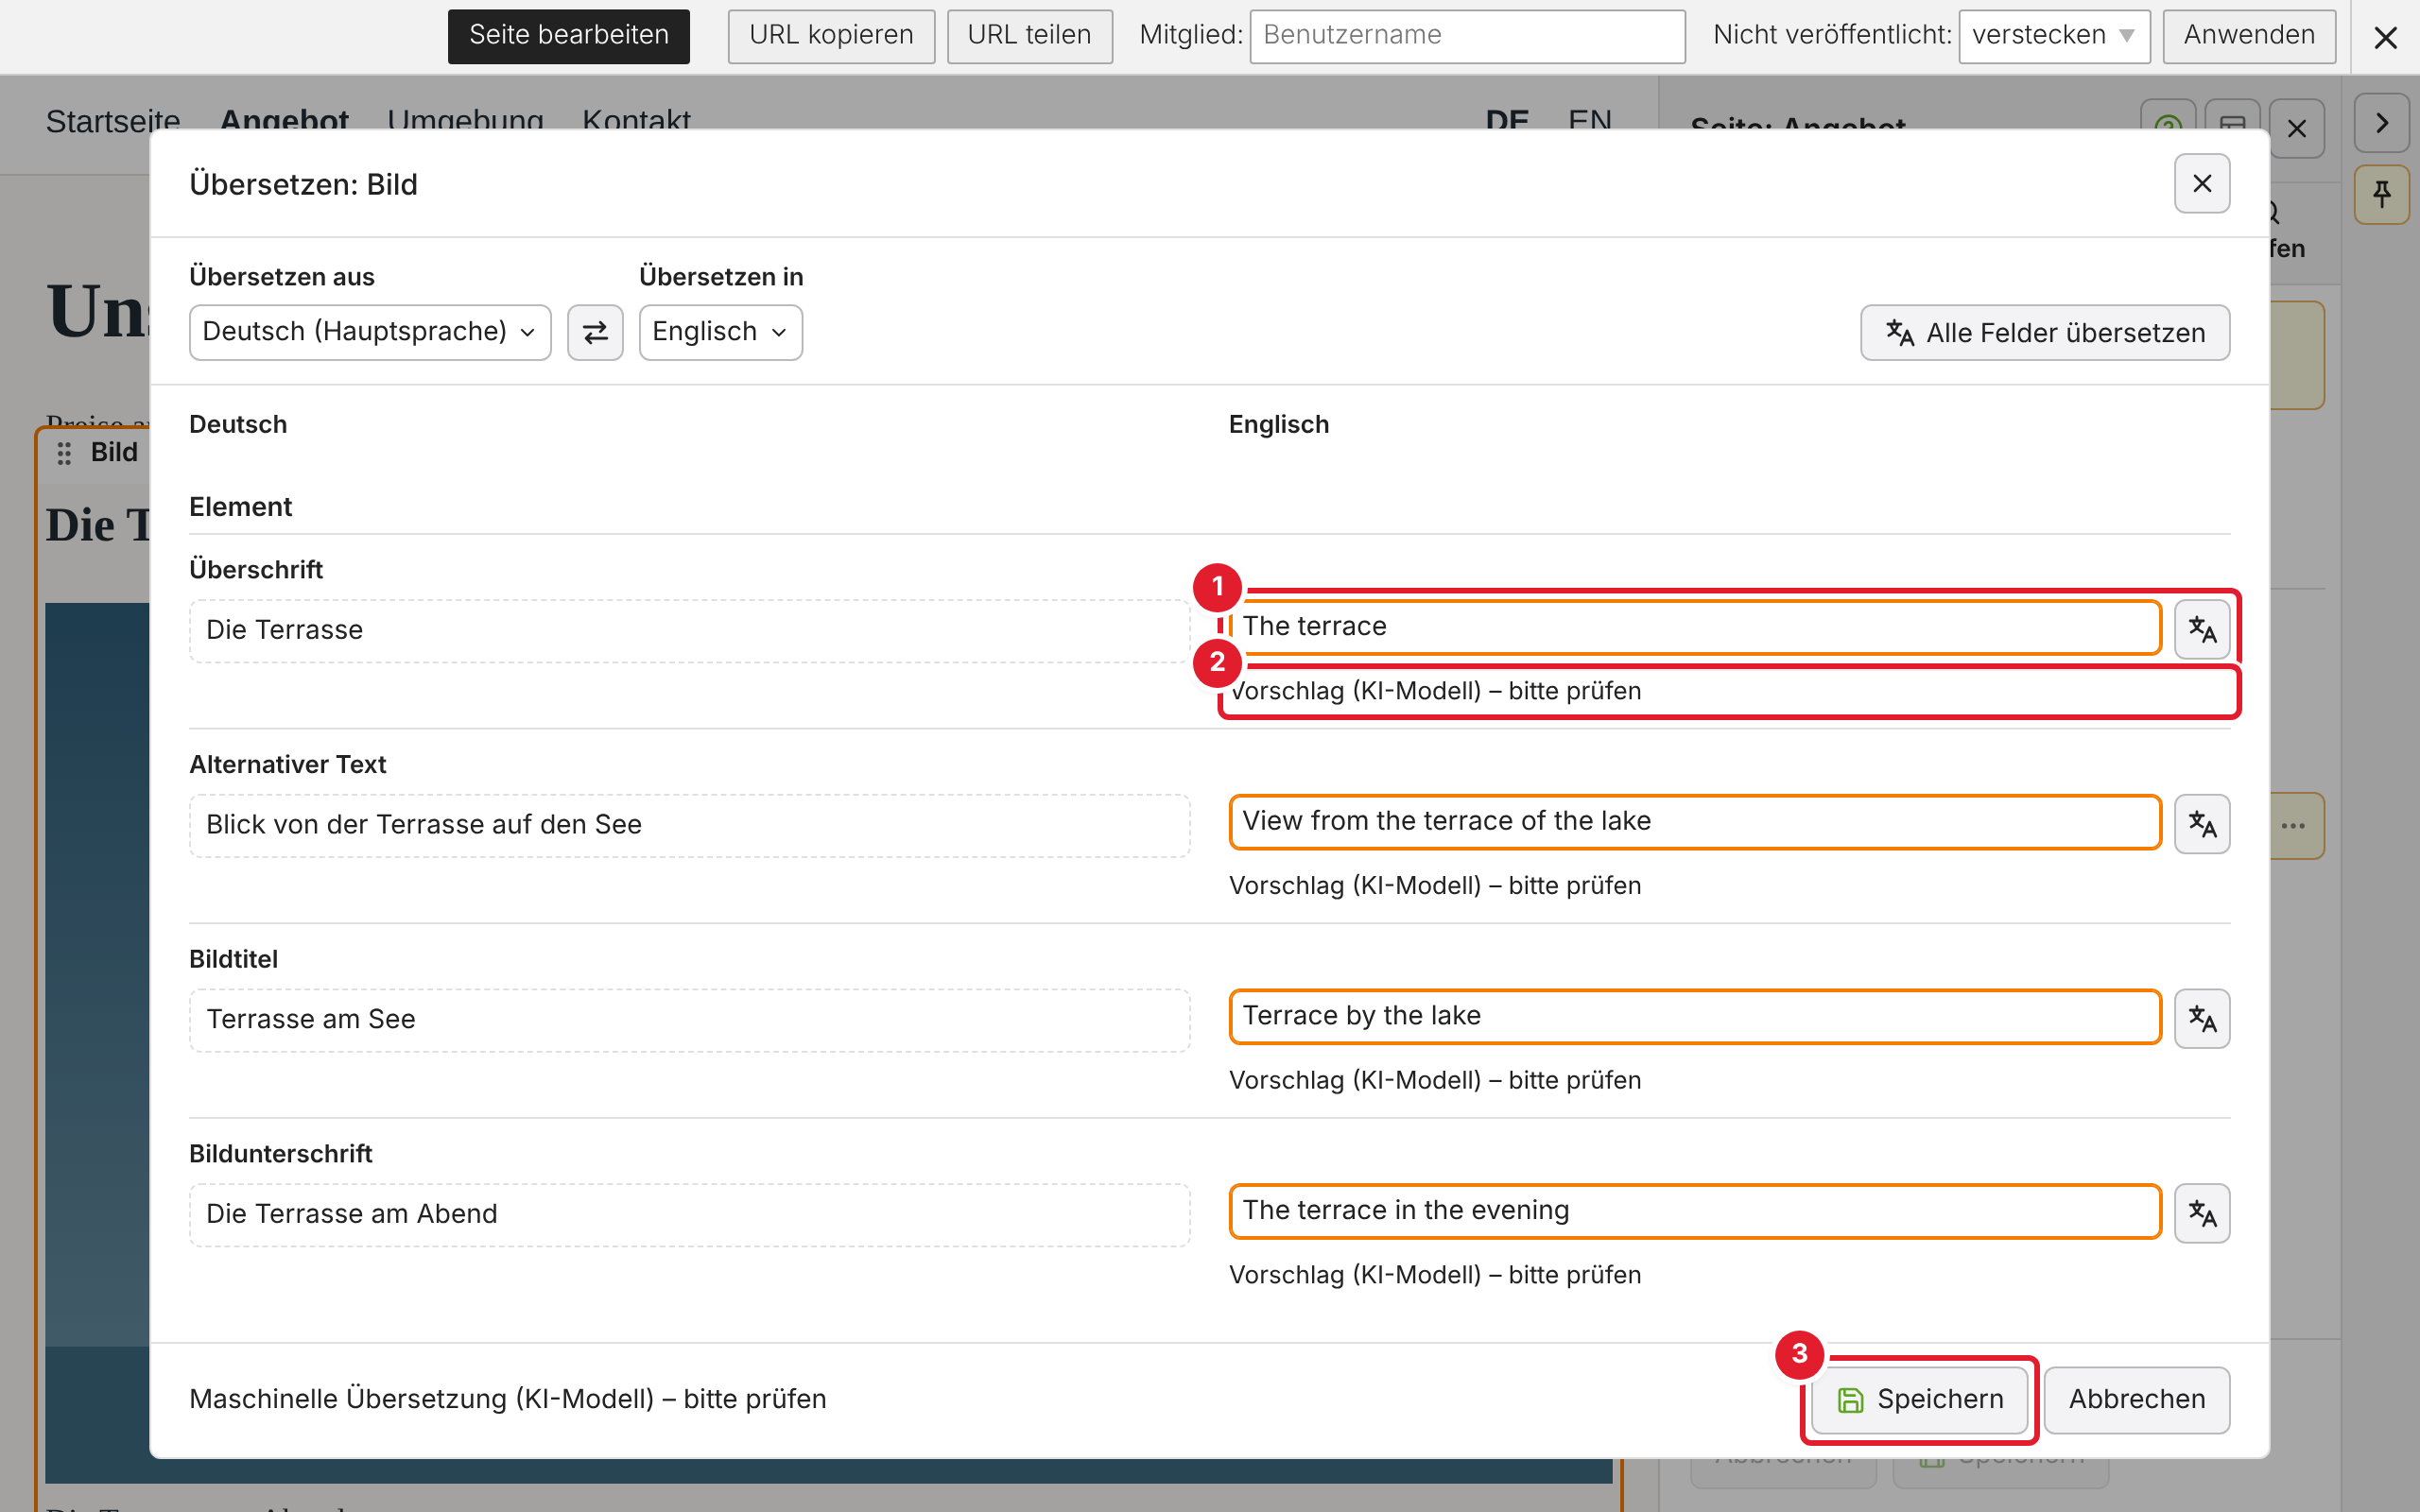 Seite bearbeiten URL kopieren URL teilen Mitglied: Benutzername Nicht veröffentlicht: verstecken Anwenden
Startseite Angebot Umgebung Kontakt DE EN Seite: Angebot
Übersetzen: Bild
Übersetzen aus Übersetzen in
Deutsch (Hauptsprache) Englisch Alle Felder übersetzen
Deutsch Englisch
Bild
Element
Die T
Überschrift
1
Die Terrasse The terrace
2
Vorschlag (KI-Modell) – bitte prüfen
Alternativer Text
Blick von der Terrasse auf den See View from the terrace of the lake
Vorschlag (KI-Modell) – bitte prüfen
Bildtitel
Terrasse am See Terrace by the lake
Vorschlag (KI-Modell) – bitte prüfen
Bildunterschrift
Die Terrasse am Abend The terrace in the evening
Vorschlag (KI-Modell) – bitte prüfen
3
Maschinelle Übersetzung (KI-Modell) – bitte prüfen Speichern Abbrechen
Abbrechen Speichern